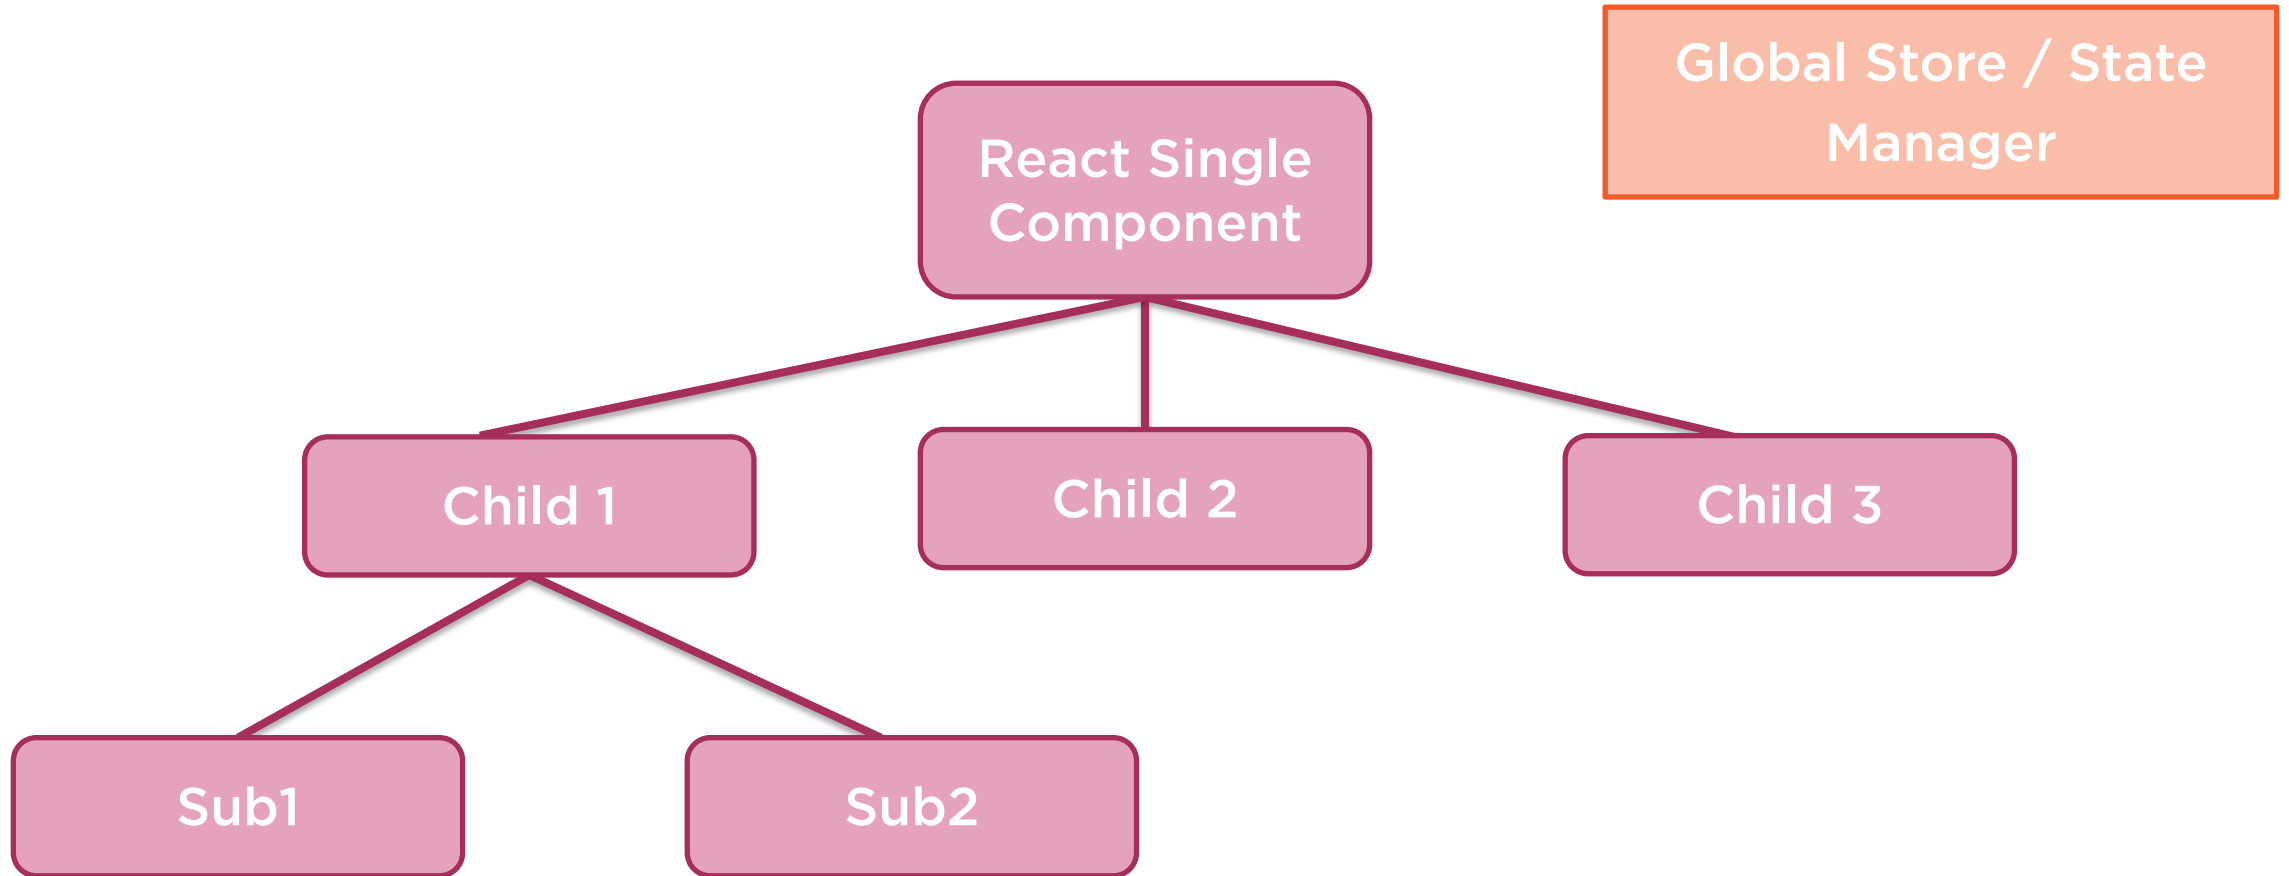 Global Store / State
Manager
React Single
Component
Child 1
Child 2
Child 3
Sub1
Sub2